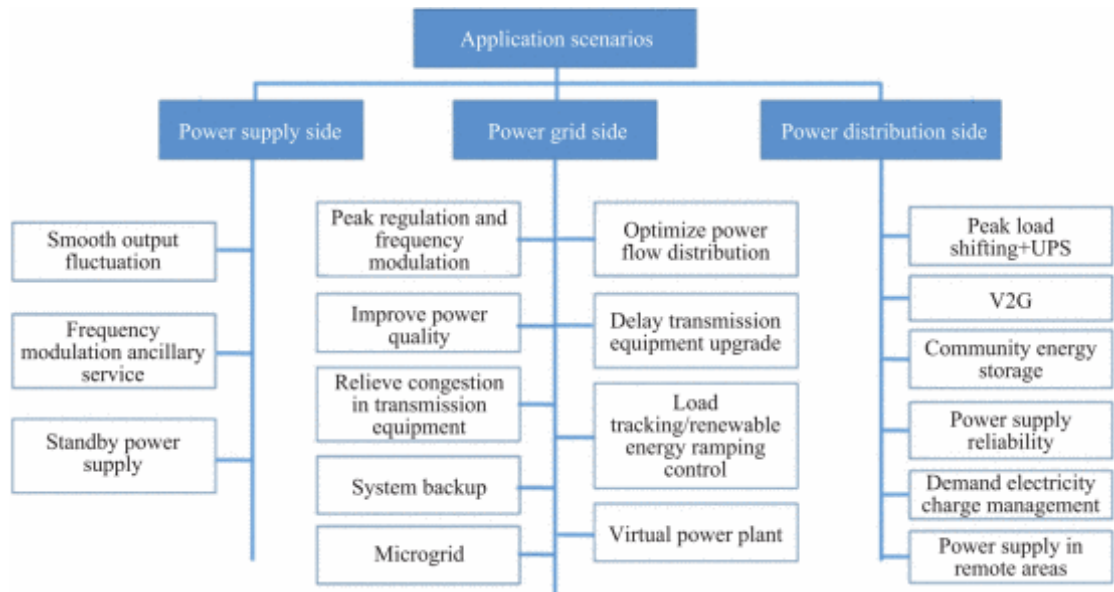 Application scenarios
Power supply side
Power grid side
Power distribution side
Smooth output
fluctuation
Frequency
modulation ancillary
service
Standby power
supply
Peak regulation and
frequency
modulation
Improve power
quality
Relieve congestion
in transmission
equipment
System backup
Microgrid
Optimize power
flow distribution
Delay transmission
equipment upgrade
Load
tracking/renewable
energy ramping
control
Virtual power plant
Peak load
shifting+UPS
V2G
Community energy
storage
Power supply
reliability
Demand electricity
charge management
Power supply in
remote areas